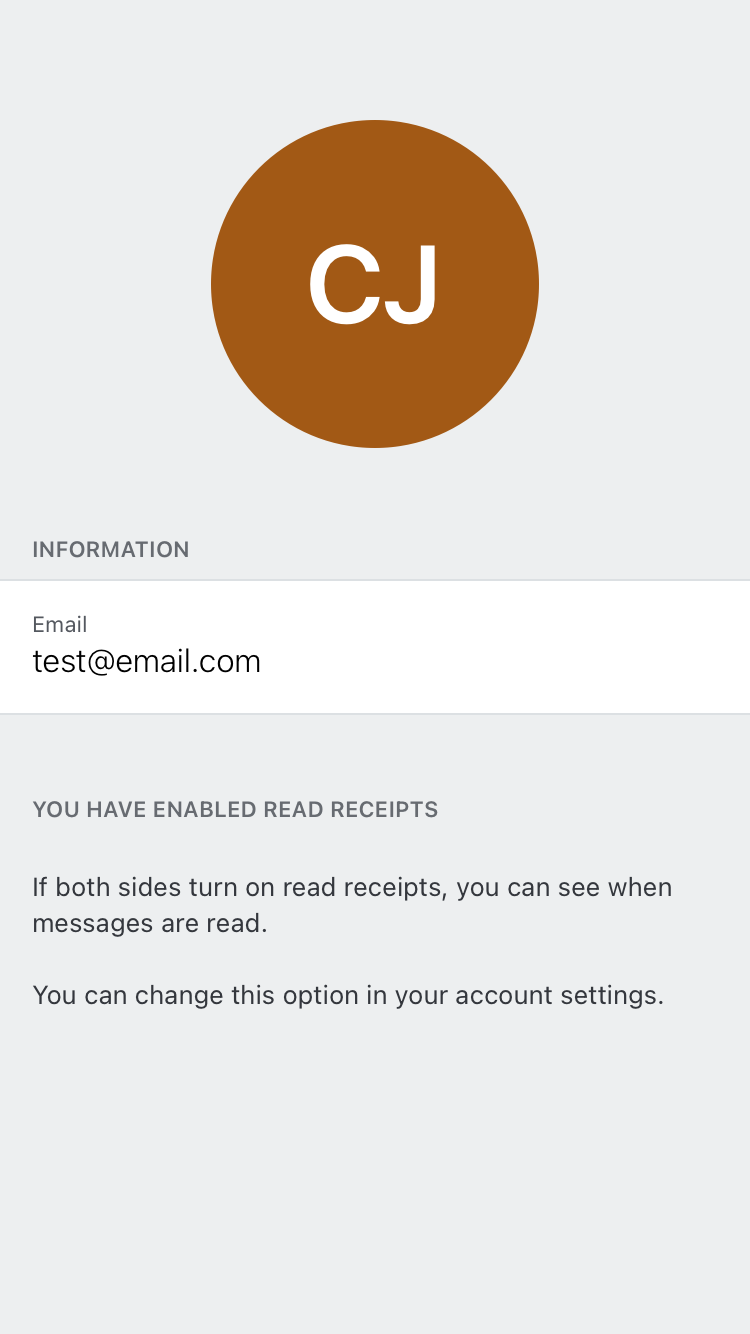 CJ
INFORMATION
Email
test@email.com
YOU HAVE ENABLED READ RECEIPTS
If both sides turn on read receipts, you can see when
messages are read.
You can change this option in your account settings.